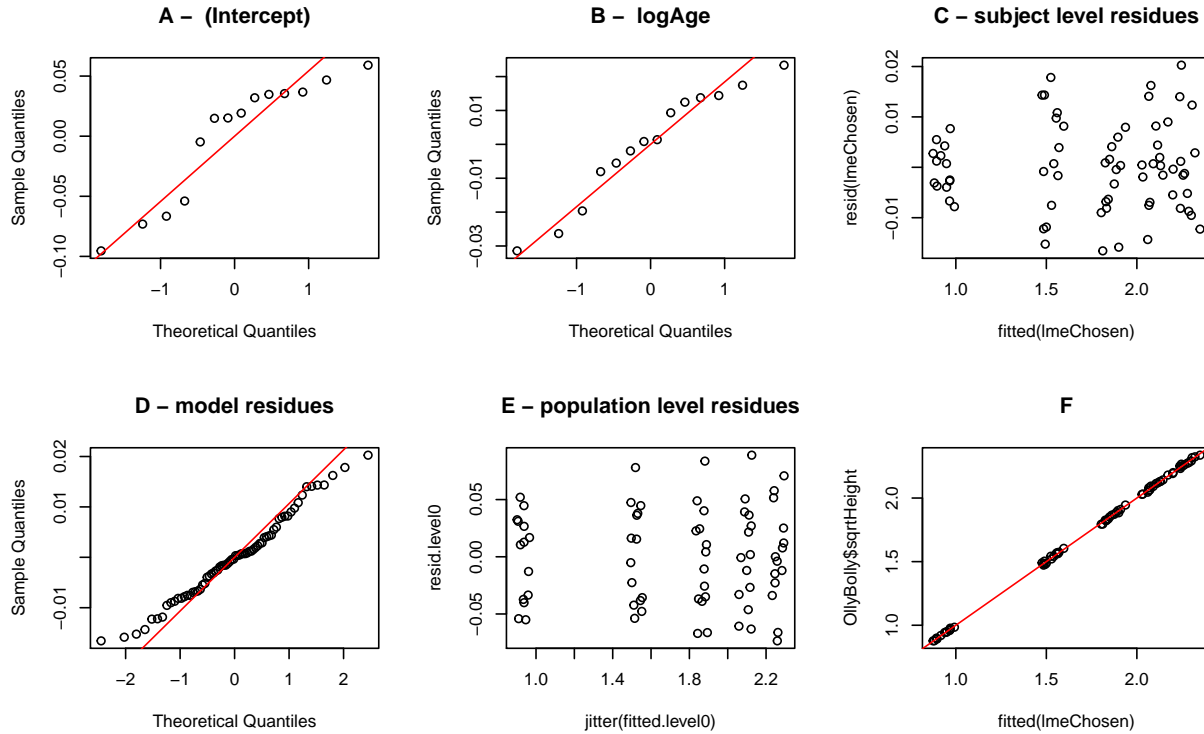 A − (Intercept)
Sample Quantiles
0.05
0.00
−0.05
−0.10
−1 0 1
Theoretical Quantiles
B − logAge
Sample Quantiles
0.01
−0.01
−0.03
−1 0 1
Theoretical Quantiles
C − subject level residues
resid(lmeChosen)
0.02
0.01
−0.01
1.0 1.5 2.0
fitted(lmeChosen)
D − model residues
Sample Quantiles
0.02
0.01
−0.01
−2 −1 0 1 2
Theoretical Quantiles
E − population level residues
resid.level0
0.05
0.00
−0.05
1.0 1.4 1.8 2.2
jitter(fitted.level0)
F
OllyBolly$sqrtHeight
2.0
1.5
1.0
1.0 1.5 2.0
fitted(lmeChosen)